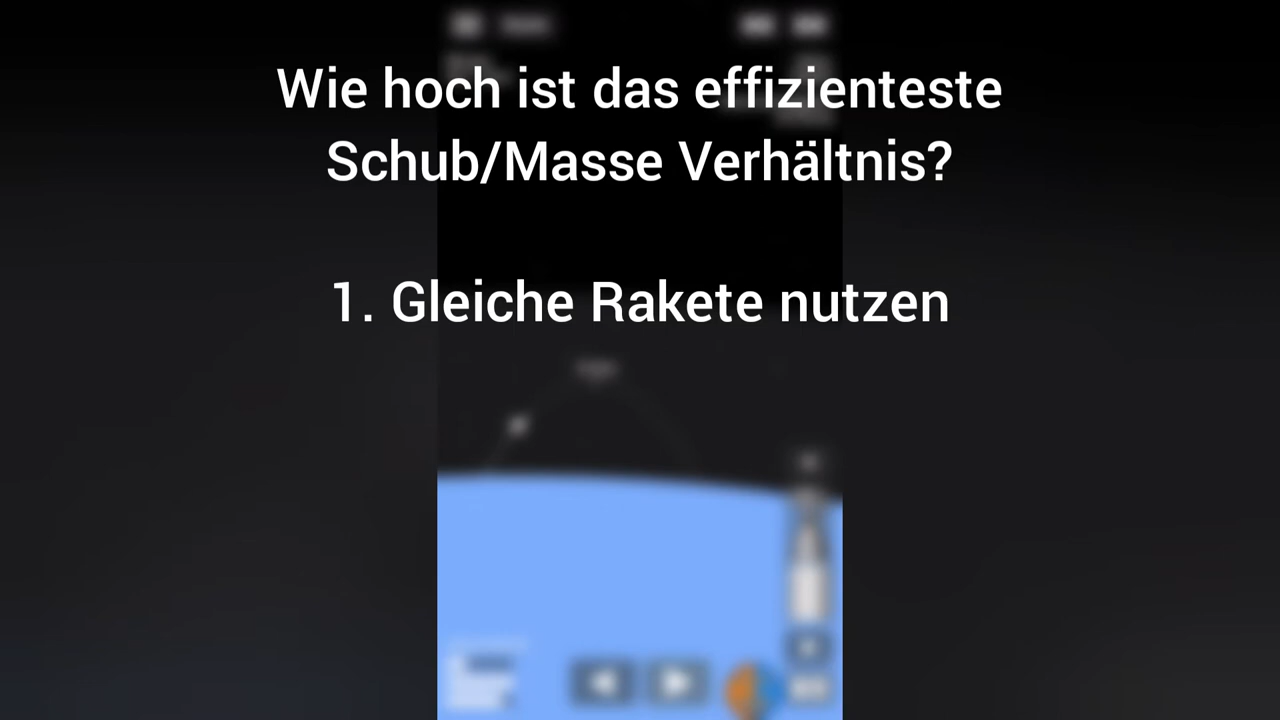 Wie hoch ist das effizienteste
Schub/Masse Verhältnis?
1. Gleiche Rakete nutzen